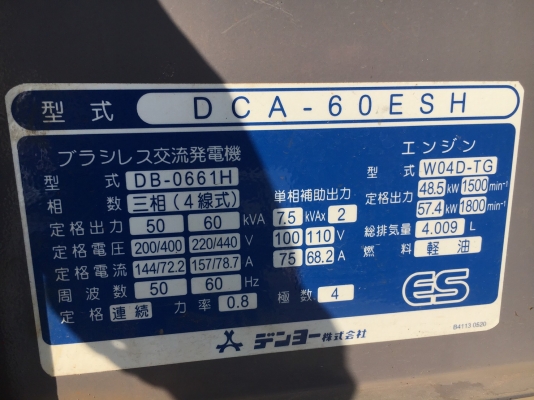 型式 DCA-60ESH
ブラシレス交流発電機
型式 DB-0661H
相数 三相(4線式)
定格出力 50 60 kVA
定格電圧 200/400 220/440 V
定格電流 144/72.2 157/78.7 A
周波数 50 60 Hz
定格 連続 力率 0.8
単相補助出力
7.5 kVAx 2
100 110 V
75 68.2 A
極数 4
エンジン
型式 W04D-TG
定格出力 48.5 kW 1500 min-1
57.4 kW 1800 min-1
総排気量 4.009 L
燃料 軽油
ES
デンヨー株式会社
B4113 0520